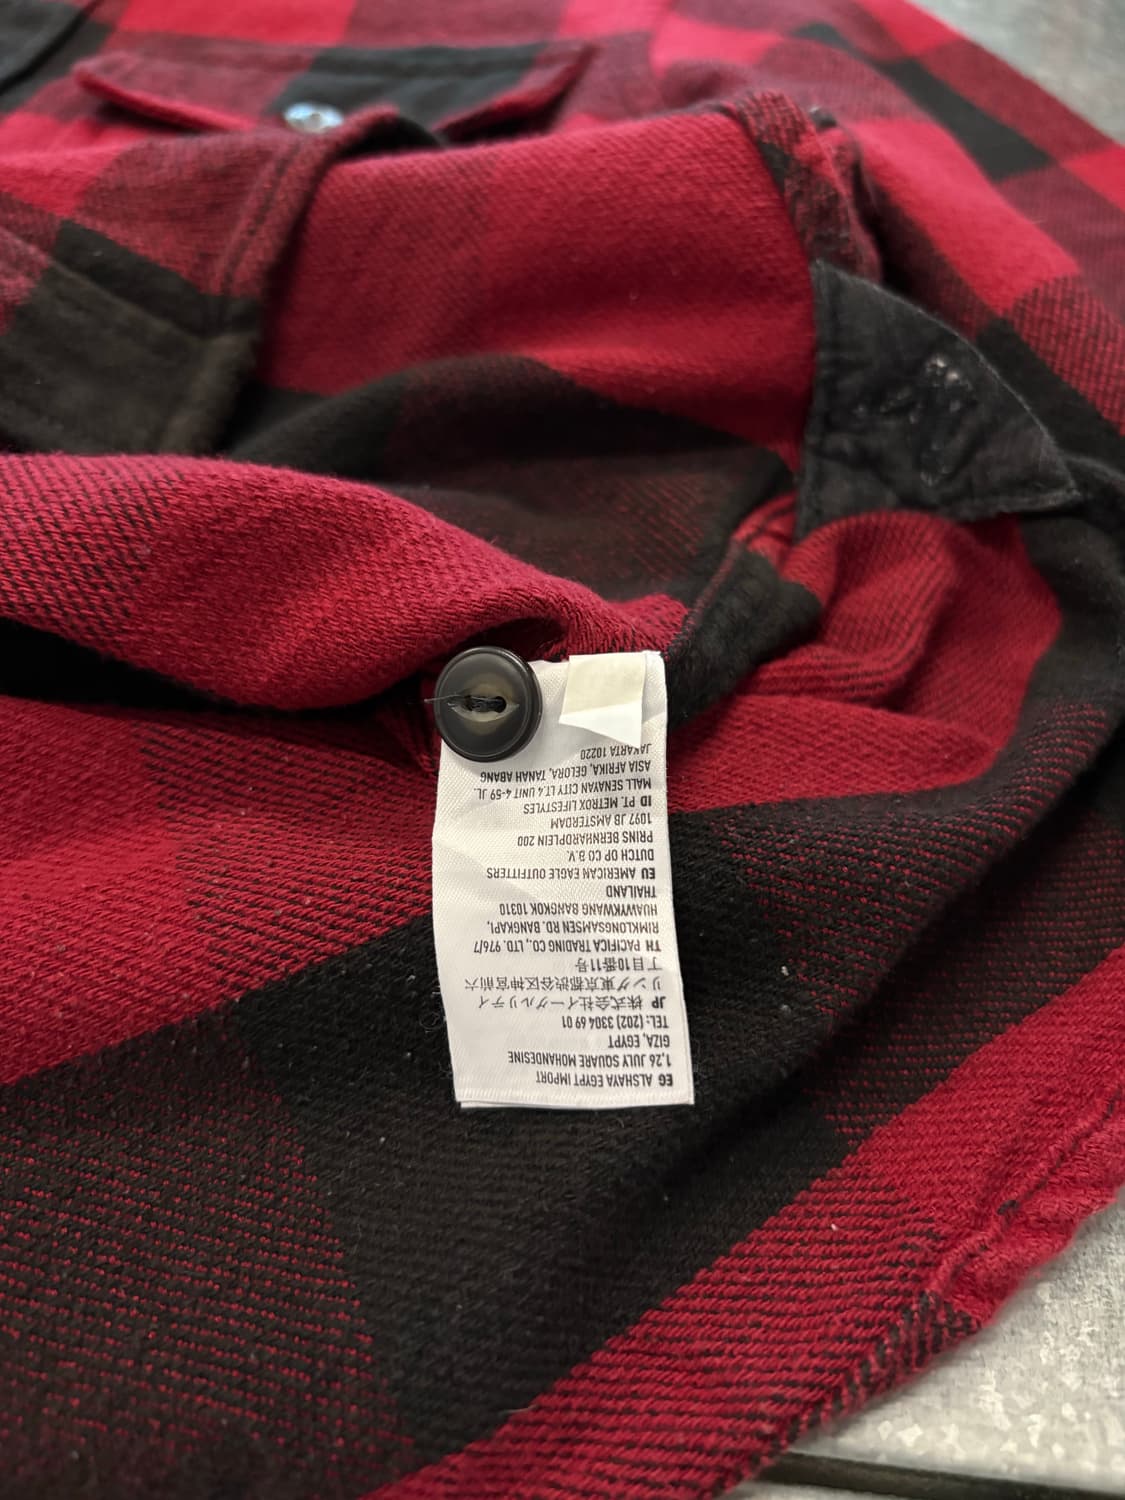 EG ALSHAYA EGYPT IMPORT
1,26 JULY SQUARE MOHANDESINE
GIZA, EGYPT
TEL: (202) 3304 69 01
JP 株式会社イーグルリテイ
リング東京都渋谷区神宮前六
丁目10番11号
TH PACIFICA TRADING CO., LTD. 976/7
RIMKLONGSAMSEN RD. BANGKAPI,
HUAWYKWANG BANGKOK 10310
THAILAND
EU AMERICAN EAGLE OUTFITTERS
DUTCH OP CO B.V.
PRINS BERNHARDPLEIN 200
1097 JB AMSTERDAM
ID PT. METROX LIFESTYLES
MALL SENAYAN CITY LT.4 UNIT 4-59 JL.
ASIA AFRIKA, GELORA, TANAH ABANG
JAKARTA 10220